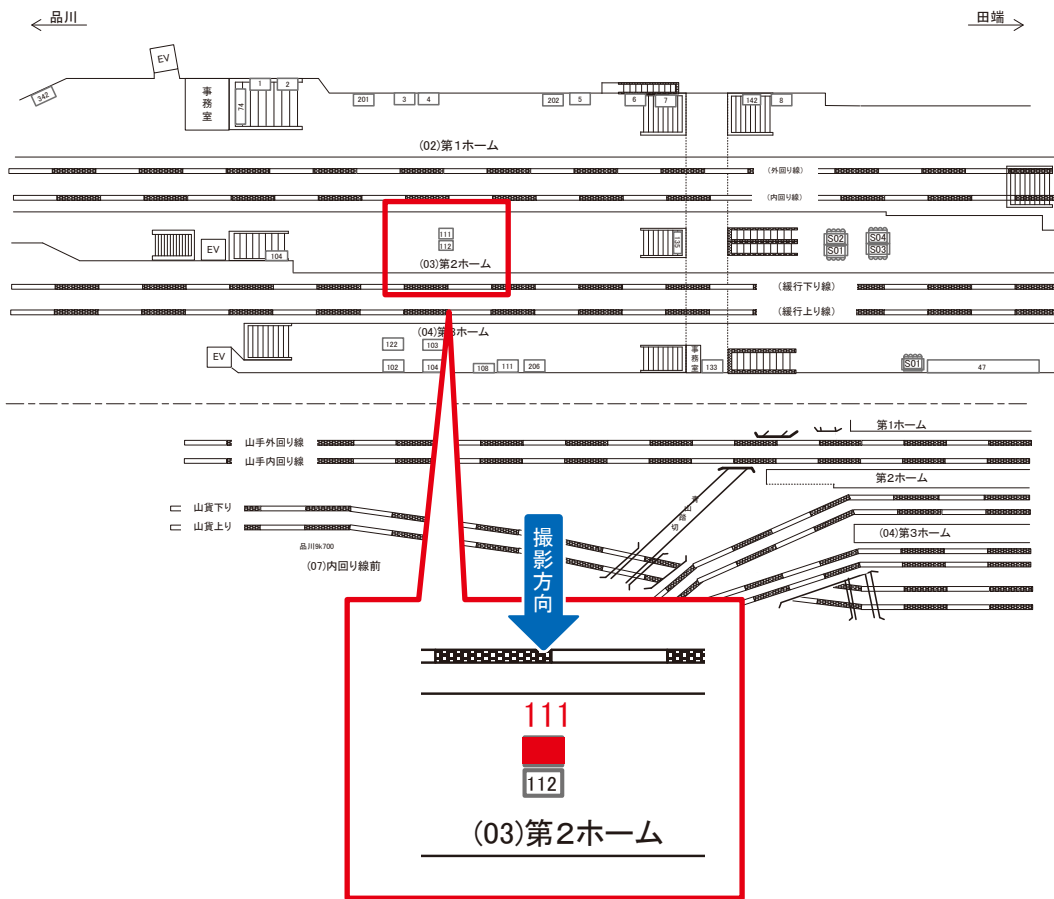 品川
田端
EV
342
事務室
74
1
2
201
3
4
202
5
6
7
142
8
(02)第1ホーム
(外回り線)
(内回り線)
EV
104
111
112
(03)第2ホーム
135
S02
S01
S04
S03
(緩行下り線)
(緩行上り線)
(04)第3ホーム
EV
122
103
102
104
108
111
206
事務室
133
S01
47
第1ホーム
山手外回り線
山手内回り線
第2ホーム
山貨下り
山貨上り
青山踏切
(04)第3ホーム
品川9k700
(07)内回り線前
撮影方向
111
112
(03)第2ホーム